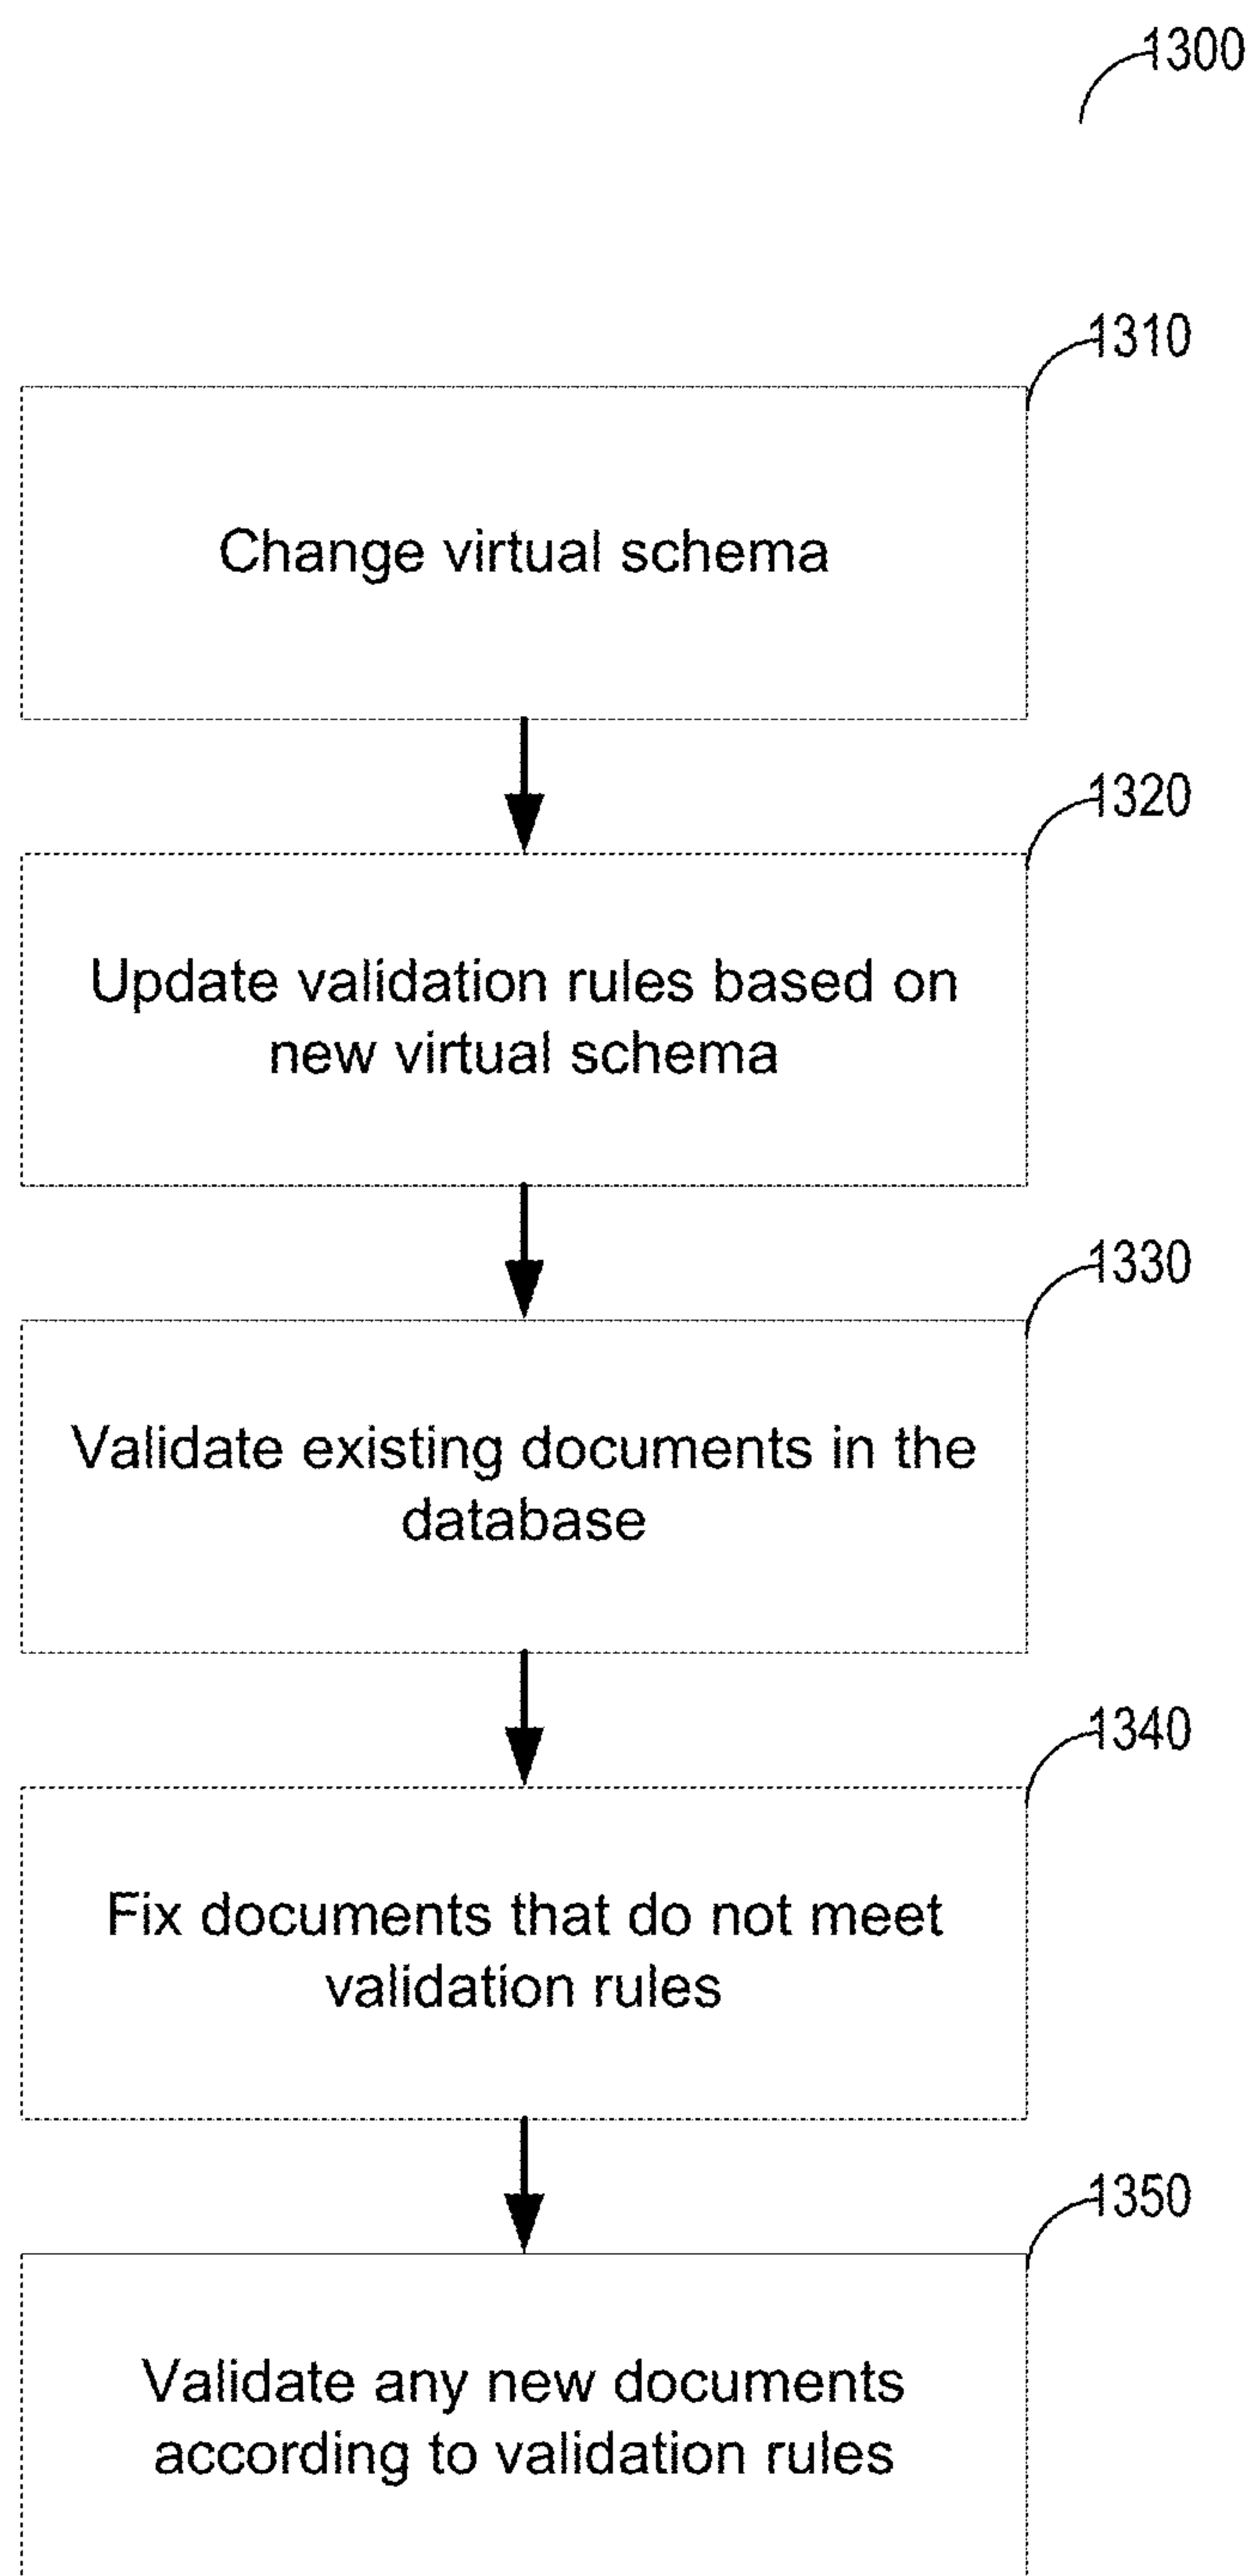 1300
1310
Change virtual schema
1320
Update validation rules based on
new virtual schema
1330
Validate existing documents in the
database
1340
Fix documents that do not meet
validation rules
1350
Validate any new documents
according to validation rules